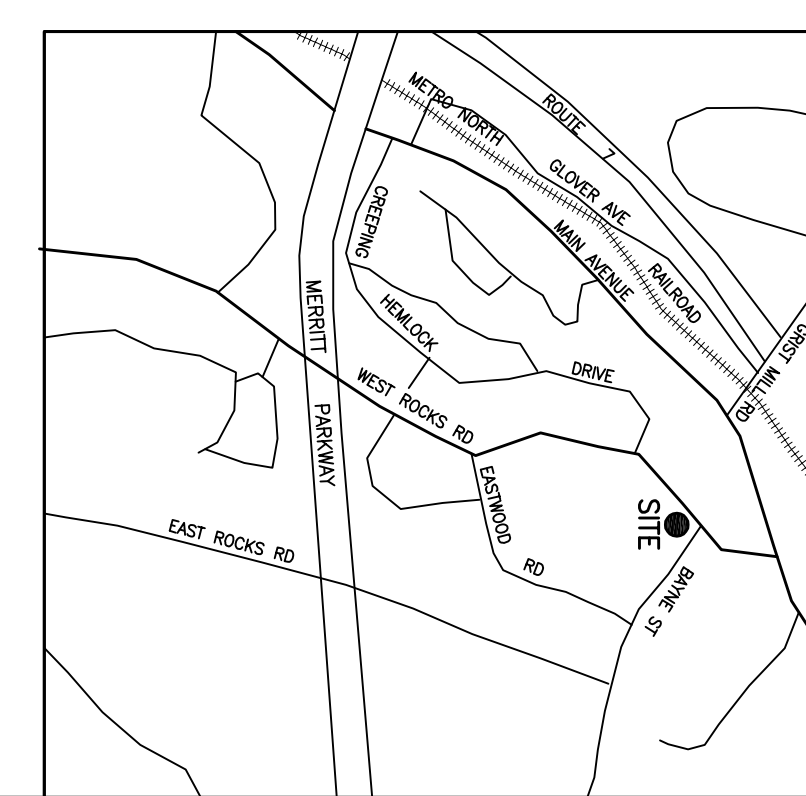 METRO NORTH
ROUTE 7
GLOVER AVE
CREEPING
MAIN AVENUE
RAILROAD
MERRITT
HEMLOCK
GRIST MILL
RD
DRIVE
WEST ROCKS RD
PARKWAY
EASTWOOD
SITE
EAST ROCKS RD
RD
BAYNE ST